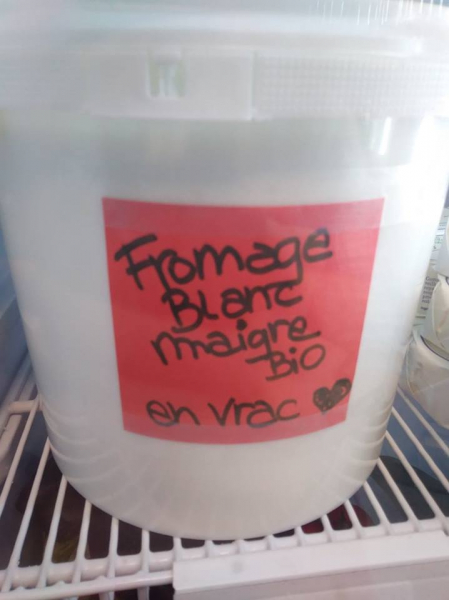 Fromage
Blanc
maigre
Bio
en vrac ♥